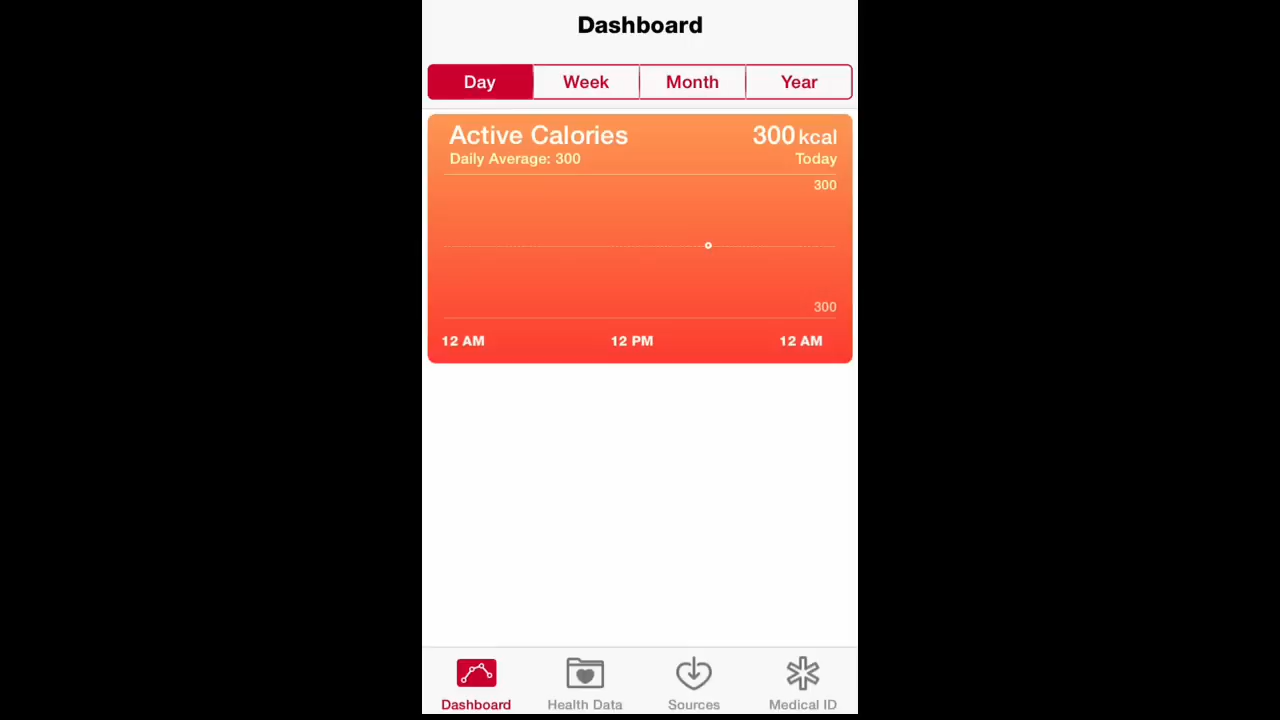 Dashboard
Day Week Month Year
Active Calories 300 kcal
Daily Average: 300 Today
300
300
12 AM 12 PM 12 AM
Dashboard Health Data Sources Medical ID